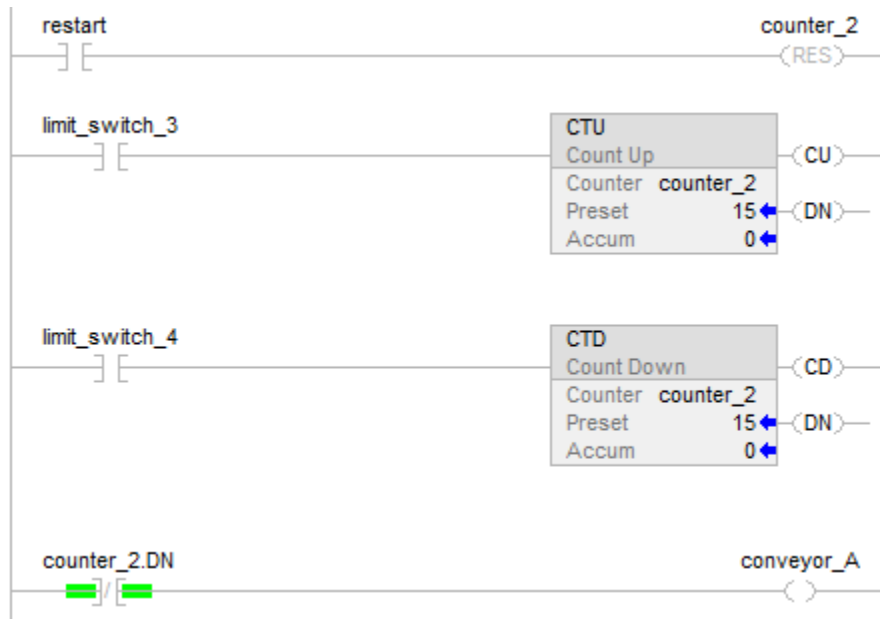 restart counter_2
(RES)
limit_switch_3
CTU
Count Up (CU)
Counter counter_2
Preset 15 (DN)
Accum 0
limit_switch_4
CTD
Count Down (CD)
Counter counter_2
Preset 15 (DN)
Accum 0
counter_2.DN conveyor_A
/